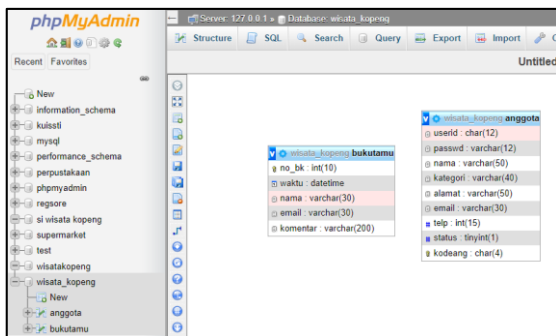 phpMyAdmin
Recent Favorites
New
information_schema
kuissti
mysql
performance_schema
perpustakaan
phpmyadmin
regsore
si wisata kopeng
supermarket
test
wisatakopeng
wisata_kopeng
New
anggota
bukutamu
Server: 127.0.0.1 » Database: wisata_kopeng
Structure SQL Search Query Export Import
Untitled
wisata_kopeng bukutamu
no_bk : int(10)
waktu : datetime
nama : varchar(30)
email : varchar(30)
komentar : varchar(200)
wisata_kopeng anggota
userid : char(12)
passwd : varchar(12)
nama : varchar(50)
kategori : varchar(40)
alamat : varchar(50)
email : varchar(30)
telp : int(15)
status : tinyint(1)
kodeang : char(4)